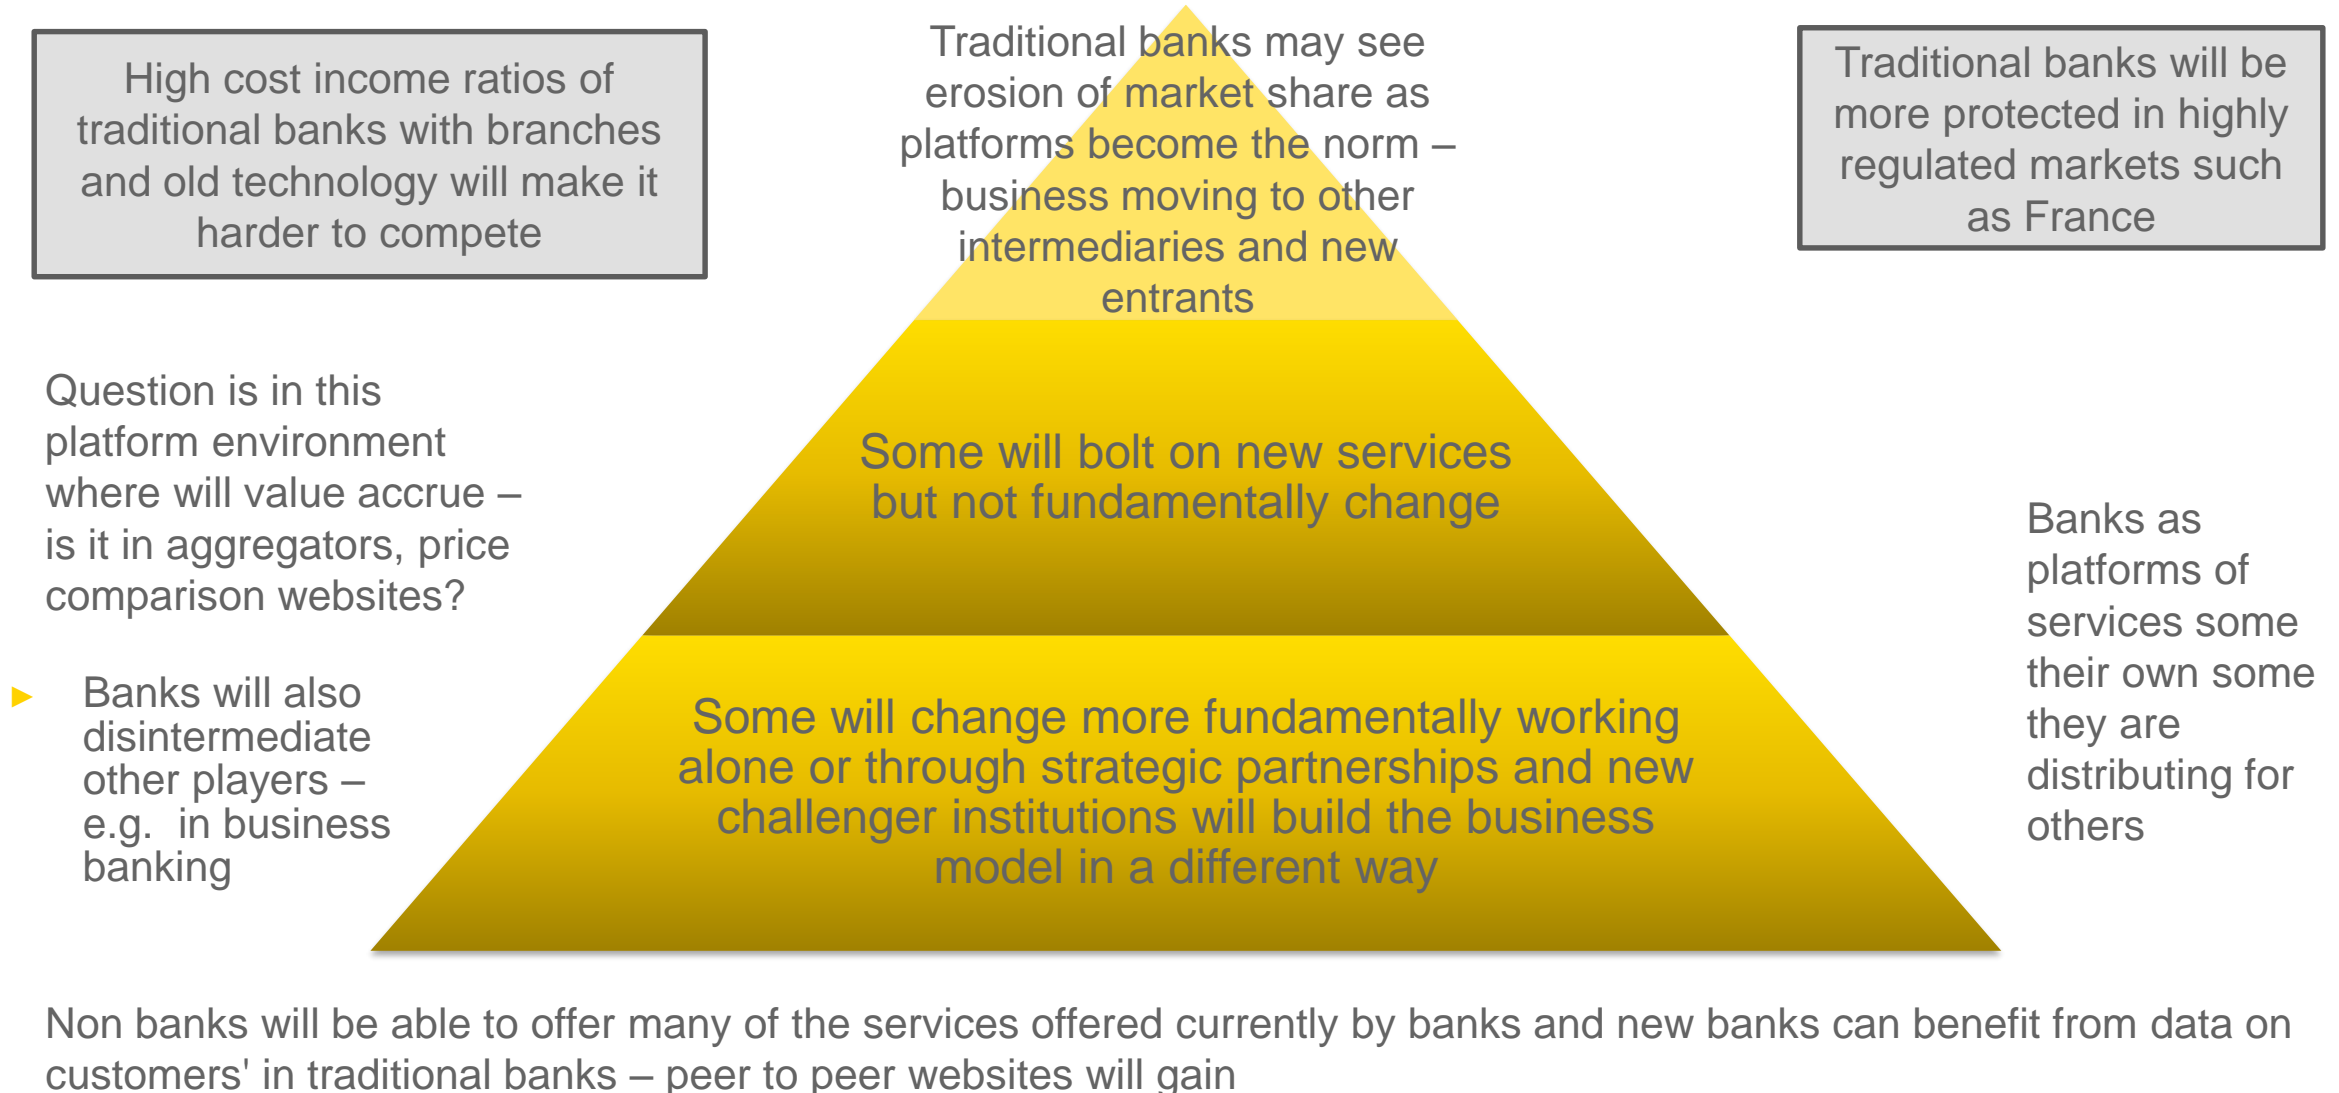 High cost income ratios of
traditional banks with branches
and old technology will make it
harder to compete
Traditional banks may see
erosion of market share as
platforms become the norm –
business moving to other
intermediaries and new
entrants
Traditional banks will be
more protected in highly
regulated markets such
as France
Question is in this
platform environment
where will value accrue –
is it in aggregators, price
comparison websites?
► Banks will also
disintermediate
other players –
e.g. in business
banking
Some will bolt on new services
but not fundamentally change
Some will change more fundamentally working
alone or through strategic partnerships and new
challenger institutions will build the business
model in a different way
Banks as
platforms of
services some
their own some
they are
distributing for
others
Non banks will be able to offer many of the services offered currently by banks and new banks can benefit from data on
customers' in traditional banks – peer to peer websites will gain